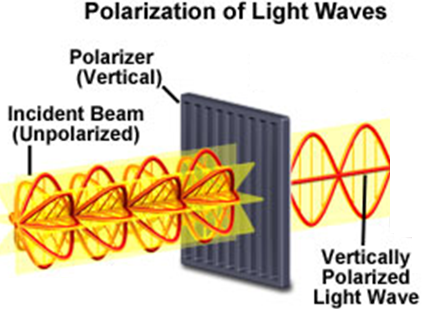 Polarization of Light Waves
Polarizer
(Vertical)
Incident Beam
(Unpolarized)
Vertically
Polarized
Light Wave